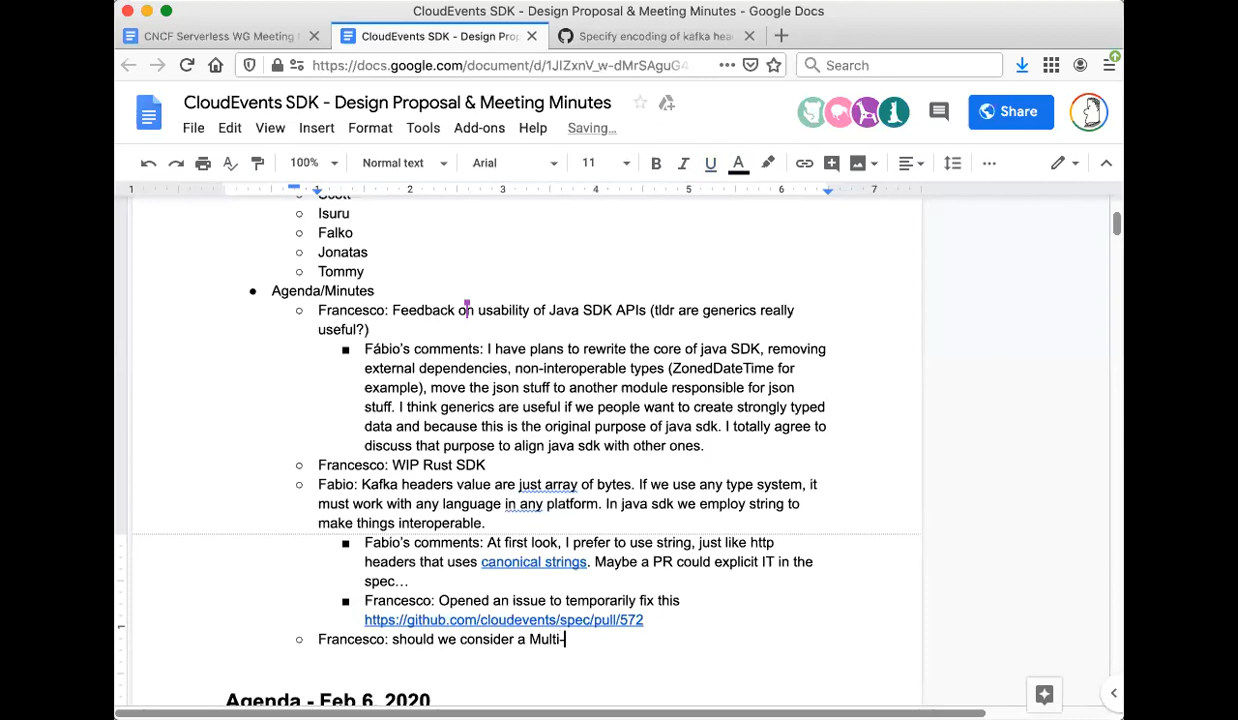 CloudEvents SDK - Design Proposal & Meeting Minutes - Google Docs
CNCF Serverless WG Meeting
CloudEvents SDK - Design Prop
Specify encoding of kafka hea
https://docs.google.com/document/d/1JIZxnV_w-dMrSAguG4
Search
CloudEvents SDK - Design Proposal & Meeting Minutes
Share
File Edit View Insert Format Tools Add-ons Help Saving...
100% Normal text Arial 11 B I U A
1 1 2 3 4 5 6 7
Scott
Isuru
Falko
Jonatas
Tommy
Agenda/Minutes
Francesco: Feedback on usability of Java SDK APIs (tldr are generics really
useful?)
Fábio's comments: I have plans to rewrite the core of java SDK, removing
external dependencies, non-interoperable types (ZonedDateTime for
example), move the json stuff to another module responsible for json
stuff. I think generics are useful if we people want to create strongly typed
data and because this is the original purpose of java sdk. I totally agree to
discuss that purpose to align java sdk with other ones.
Francesco: WIP Rust SDK
Fabio: Kafka headers value are just array of bytes. If we use any type system, it
must work with any language in any platform. In java sdk we employ string to
make things interoperable.
Fabio's comments: At first look, I prefer to use string, just like http
headers that uses canonical strings. Maybe a PR could explicit IT in the
spec…
Francesco: Opened an issue to temporarily fix this
https://github.com/cloudevents/spec/pull/572
Francesco: should we consider a Multi-
1
Agenda - Feb 6, 2020